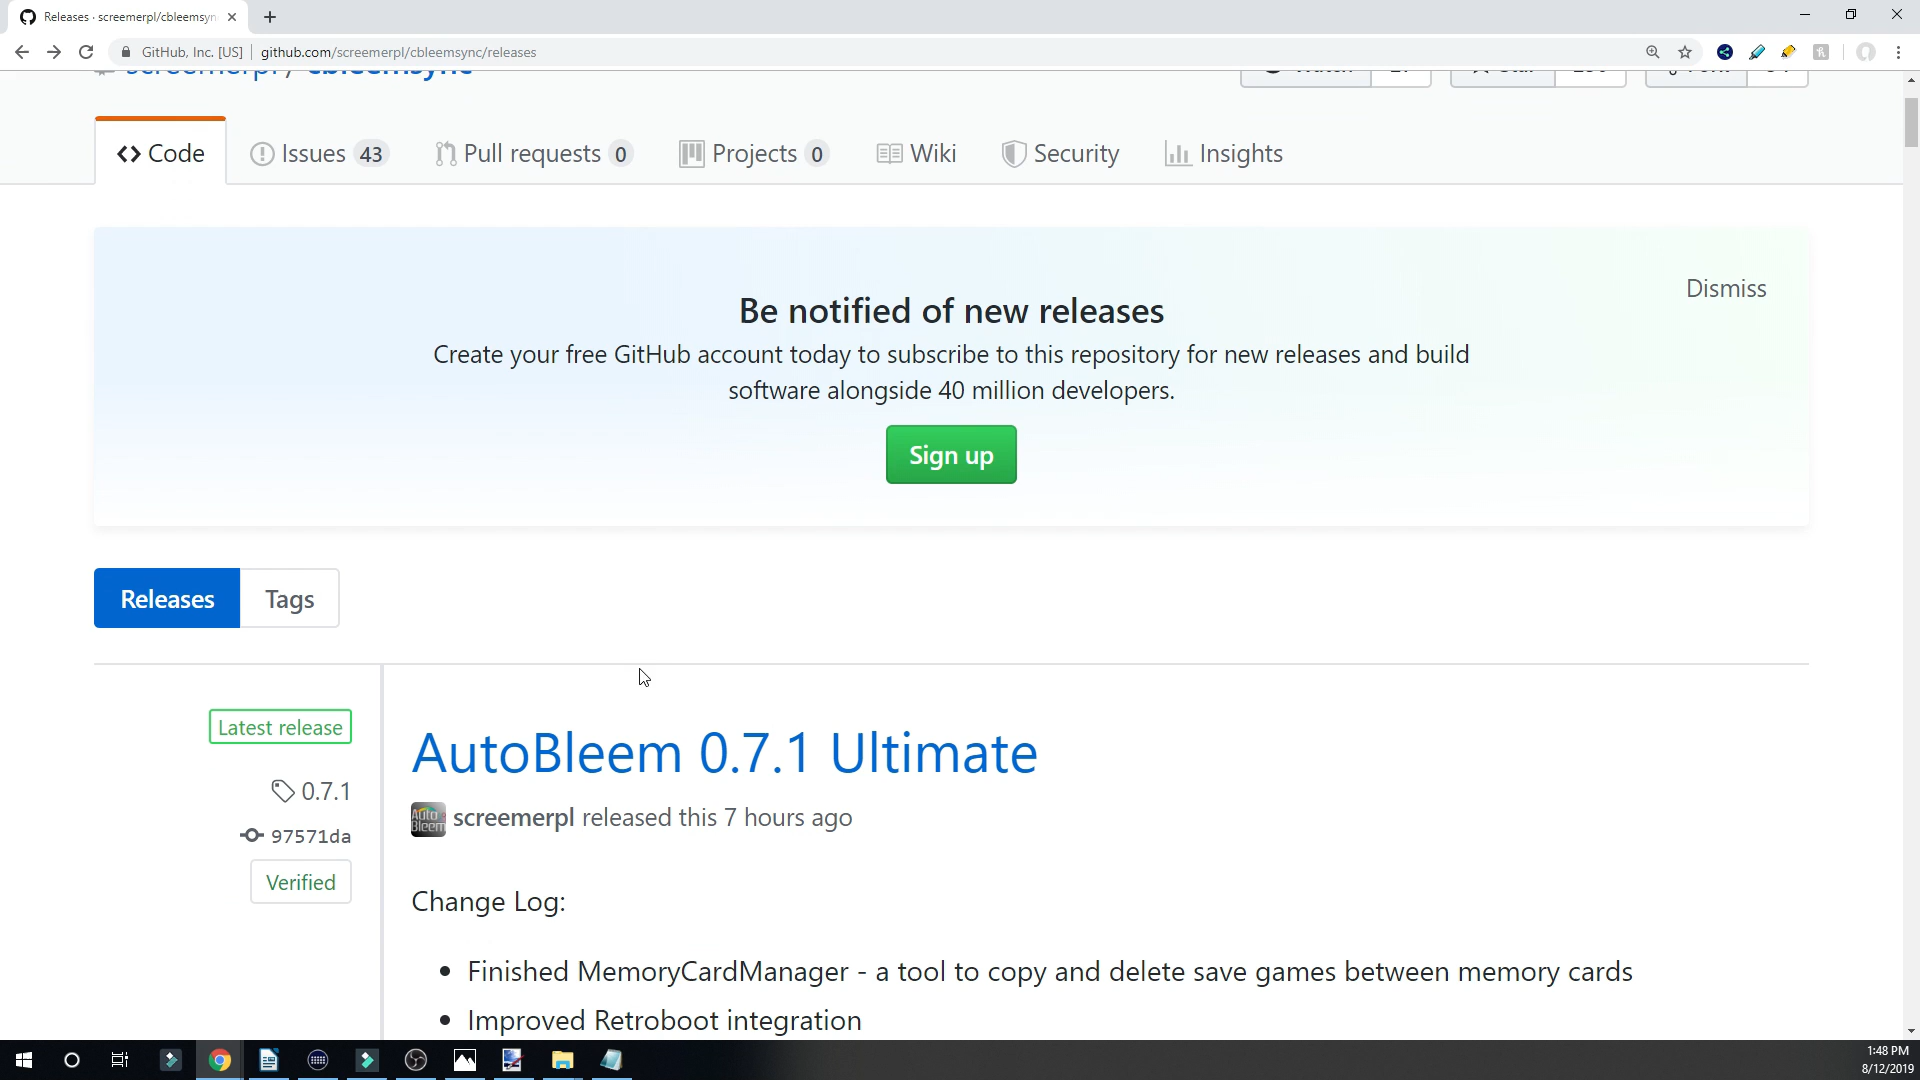 Releases · screemerpl/cbleemsyn
GitHub, Inc. [US] github.com/screemerpl/cbleemsync/releases
screemerpl / cbleemsync
Code
Issues 43
Pull requests 0
Projects 0
Wiki
Security
Insights
Dismiss
Be notified of new releases
Create your free GitHub account today to subscribe to this repository for new releases and build
software alongside 40 million developers.
Sign up
Releases
Tags
Latest release
0.7.1
97571da
Verified
AutoBleem 0.7.1 Ultimate
Auto
Bleem
screemerpl released this 7 hours ago
Change Log:
• Finished MemoryCardManager - a tool to copy and delete save games between memory cards
• Improved Retroboot integration
1:48 PM
8/12/2019